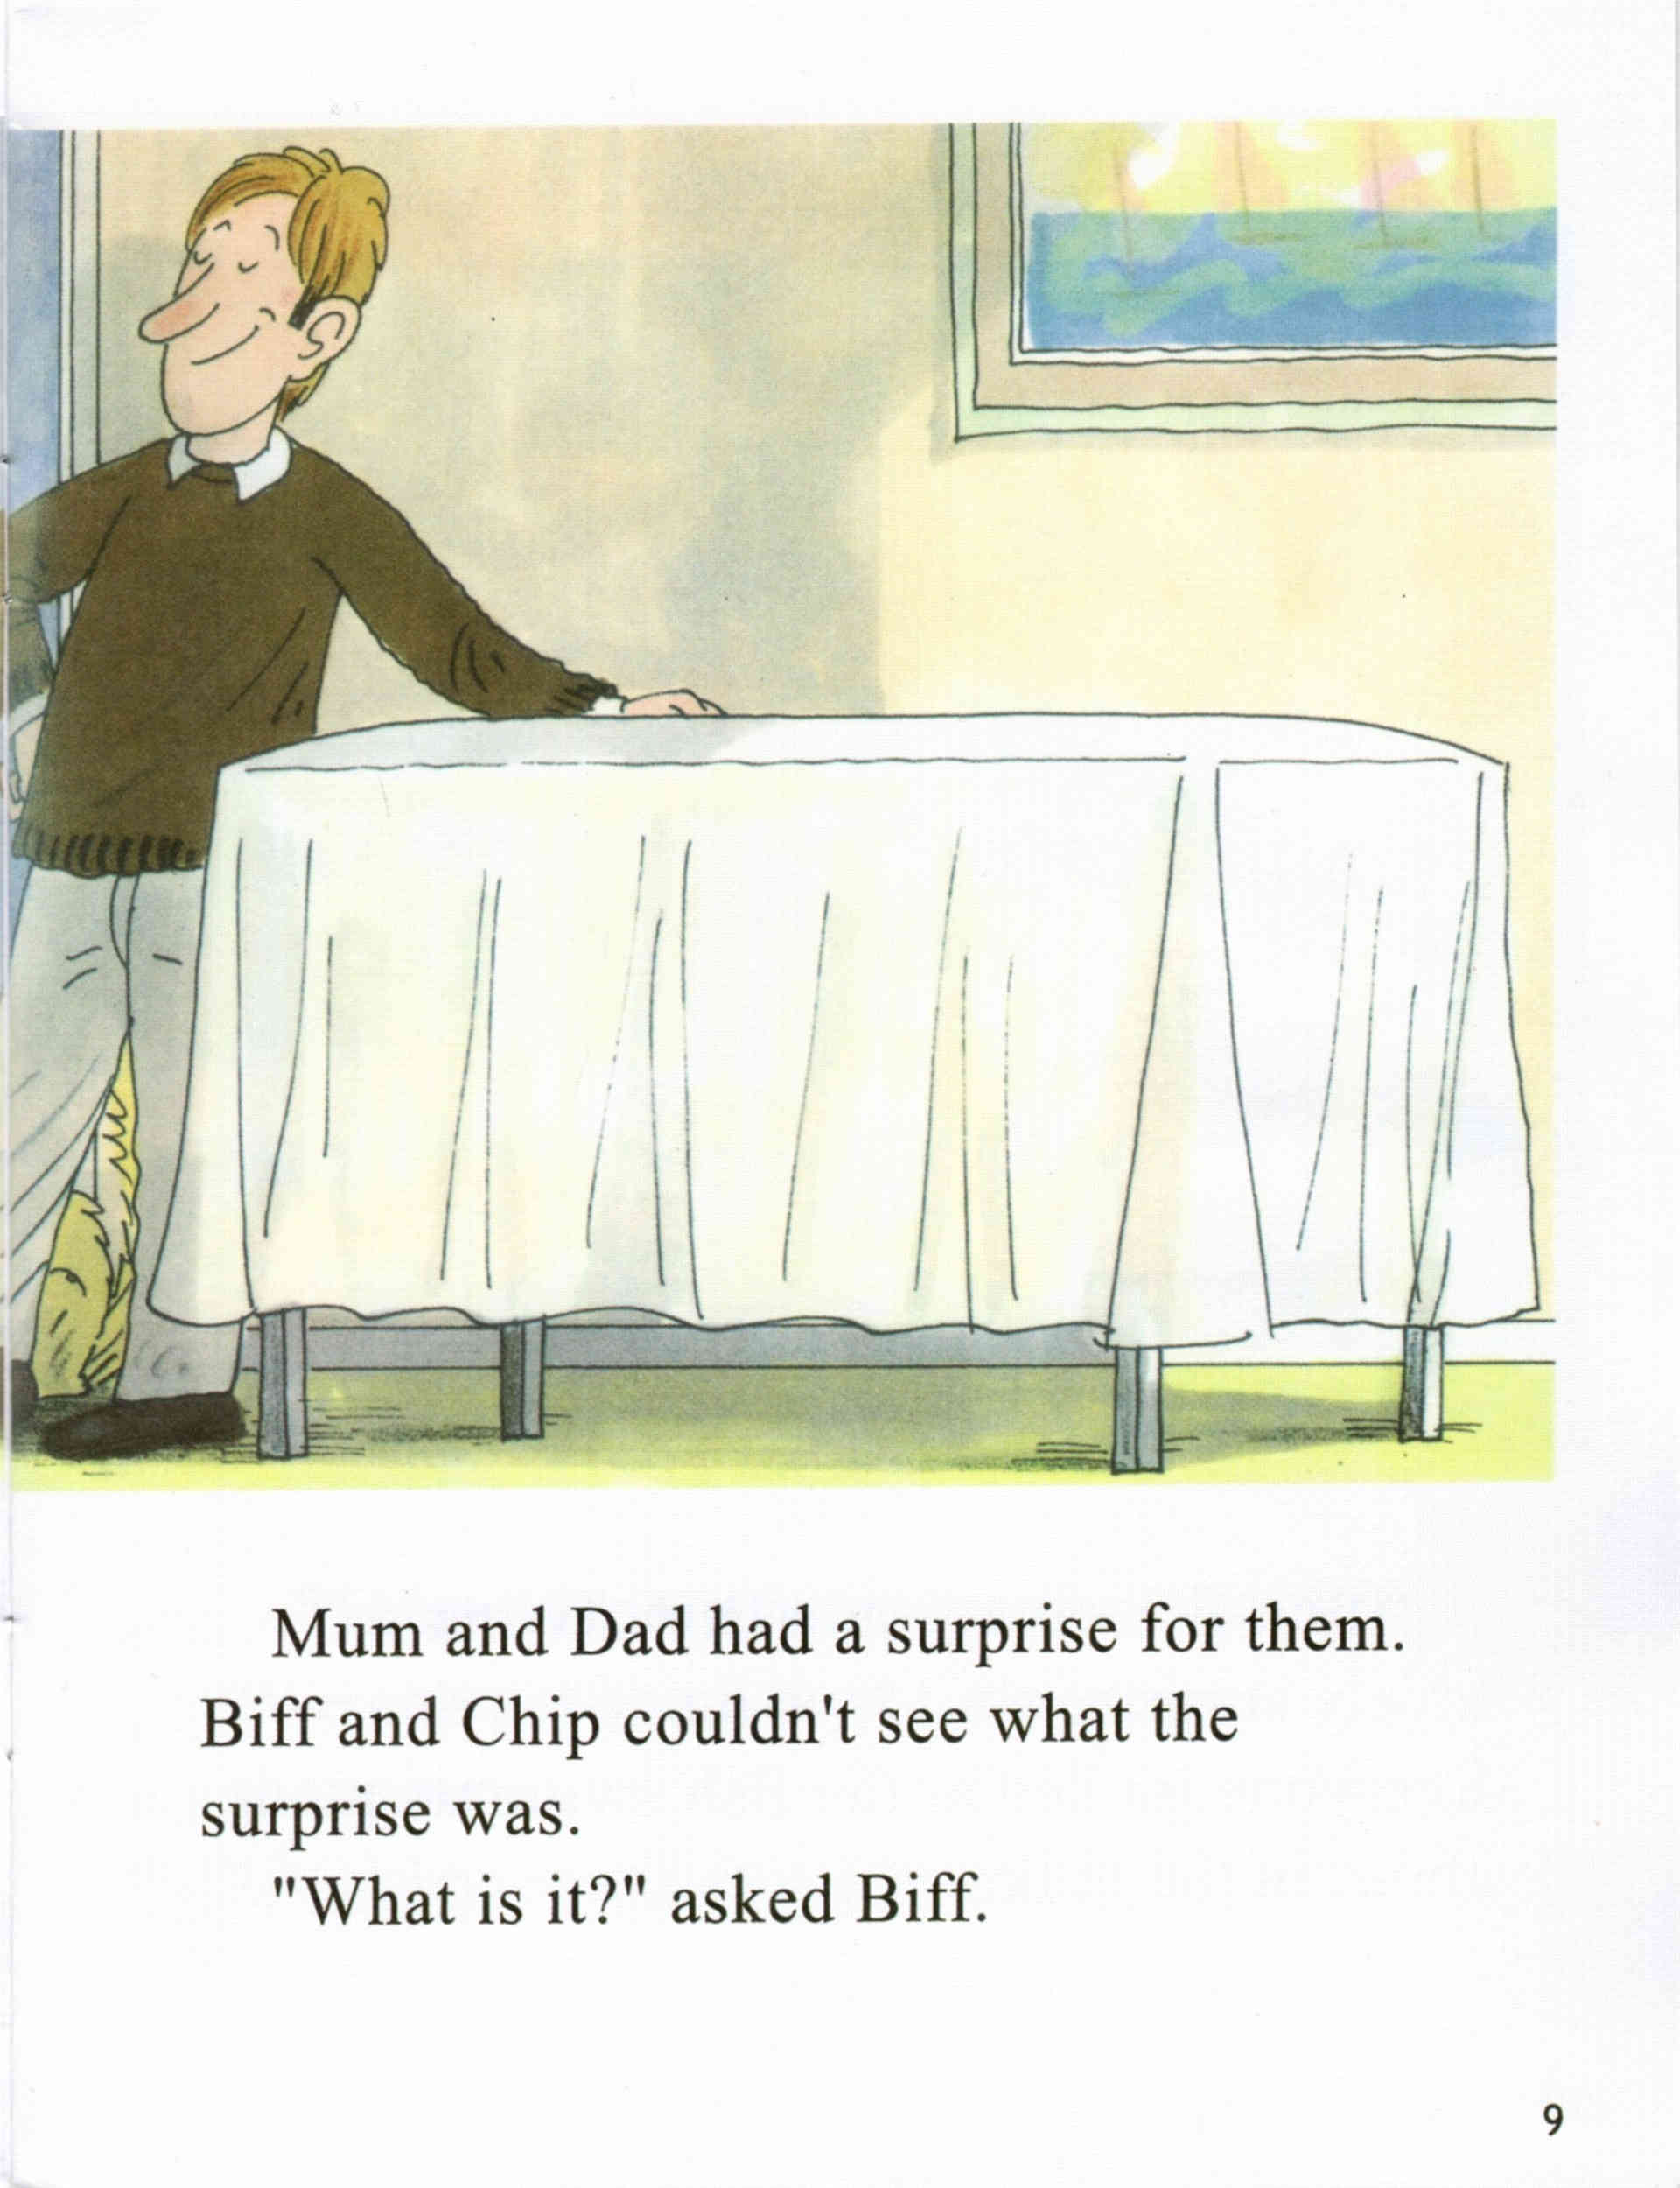 Mum and Dad had a surprise for them.
Biff and Chip couldn't see what the
surprise was.
"What is it?" asked Biff.
9